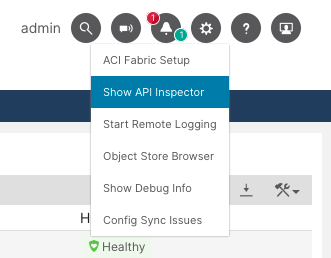 admin
1
1
ACI Fabric Setup
Show API Inspector
Start Remote Logging
Object Store Browser
Show Debug Info
Config Sync Issues
H
Healthy